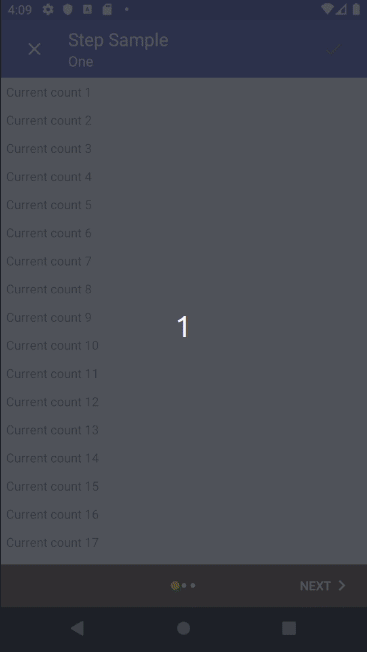 4:09
Step Sample
One
Current count 1
Current count 2
Current count 3
Current count 4
Current count 5
Current count 6
Current count 7
Current count 8
Current count 9
1
Current count 10
Current count 11
Current count 12
Current count 13
Current count 14
Current count 15
Current count 16
Current count 17
NEXT